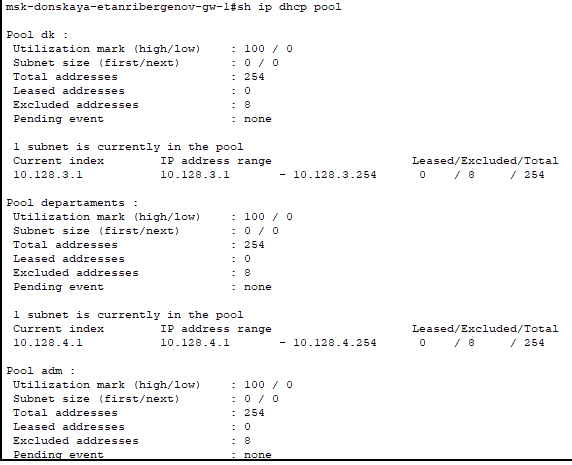 msk-donskaya-etanribergenov-gw-1#sh ip dhcp pool
Pool dk :
Utilization mark (high/low) : 100 / 0
Subnet size (first/next) : 0 / 0
Total addresses : 254
Leased addresses : 0
Excluded addresses : 8
Pending event : none
1 subnet is currently in the pool
Current index IP address range Leased/Excluded/Total
10.128.3.1 10.128.3.1 - 10.128.3.254 0 / 8 / 254
Pool departaments :
Utilization mark (high/low) : 100 / 0
Subnet size (first/next) : 0 / 0
Total addresses : 254
Leased addresses : 0
Excluded addresses : 8
Pending event : none
1 subnet is currently in the pool
Current index IP address range Leased/Excluded/Total
10.128.4.1 10.128.4.1 - 10.128.4.254 0 / 8 / 254
Pool adm :
Utilization mark (high/low) : 100 / 0
Subnet size (first/next) : 0 / 0
Total addresses : 254
Leased addresses : 0
Excluded addresses : 8
Pending event : none